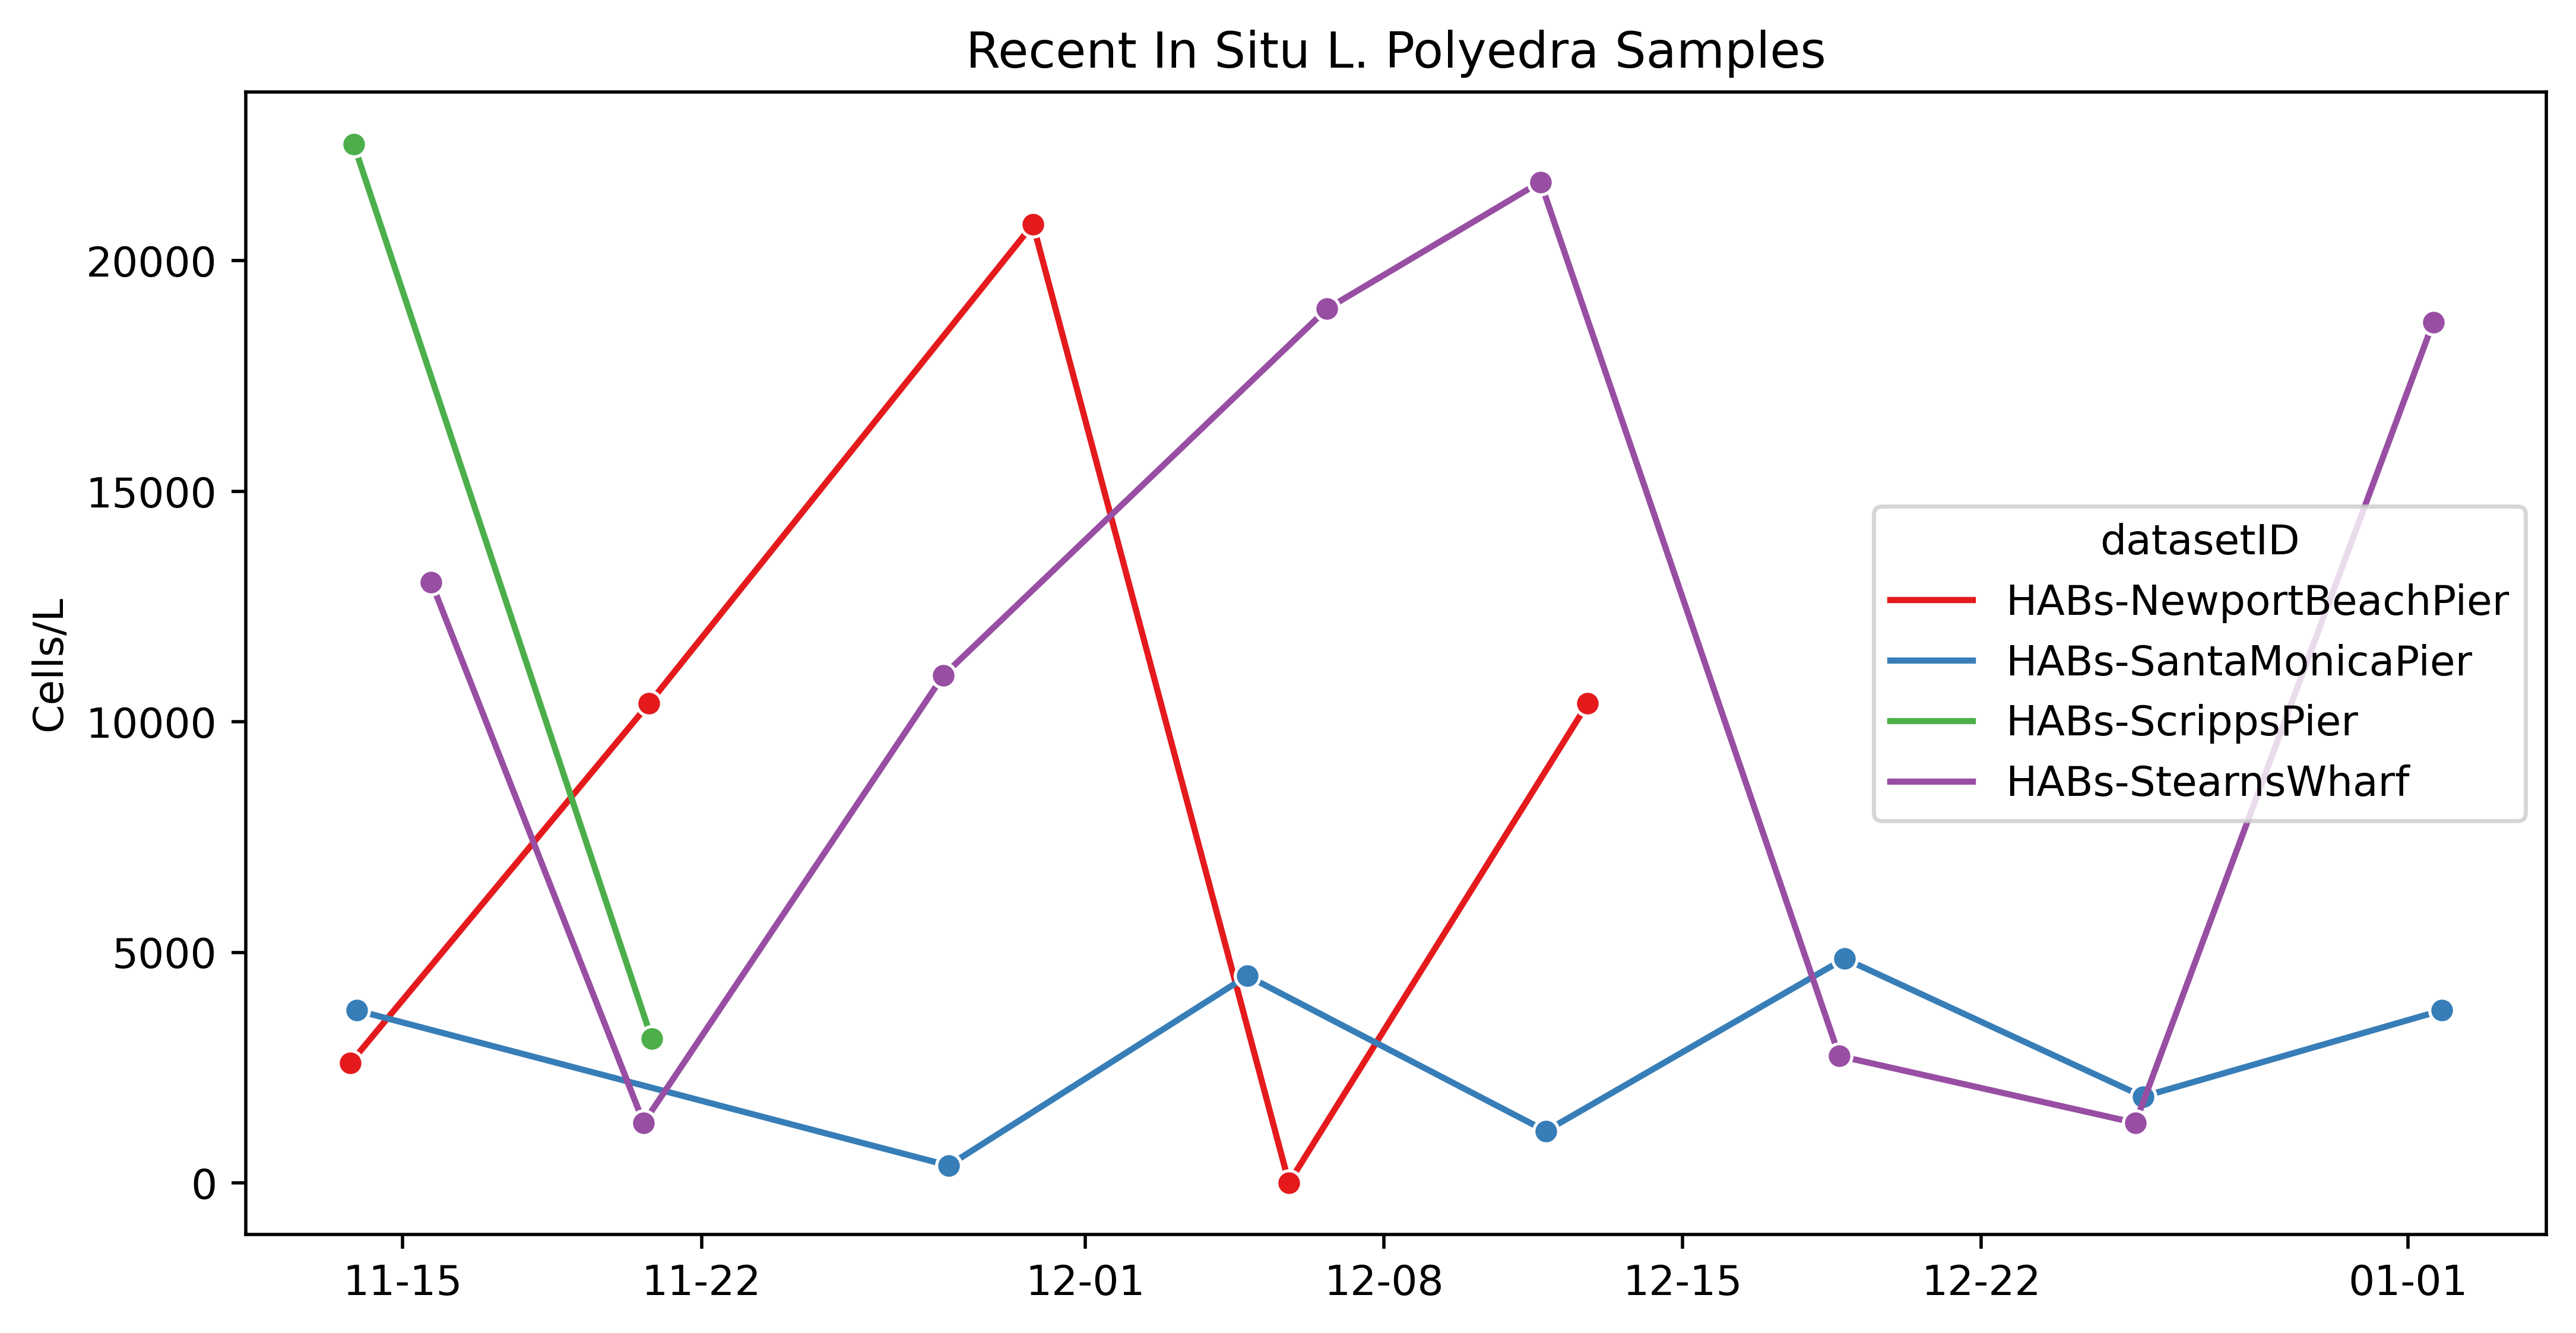 Recent In Situ L. Polyedra Samples
Cells/L
20000
15000
10000
5000
0
datasetID
HABs-NewportBeachPier
HABs-SantaMonicaPier
HABs-ScrippsPier
HABs-StearnsWharf
11-15 11-22 12-01 12-08 12-15 12-22 01-01